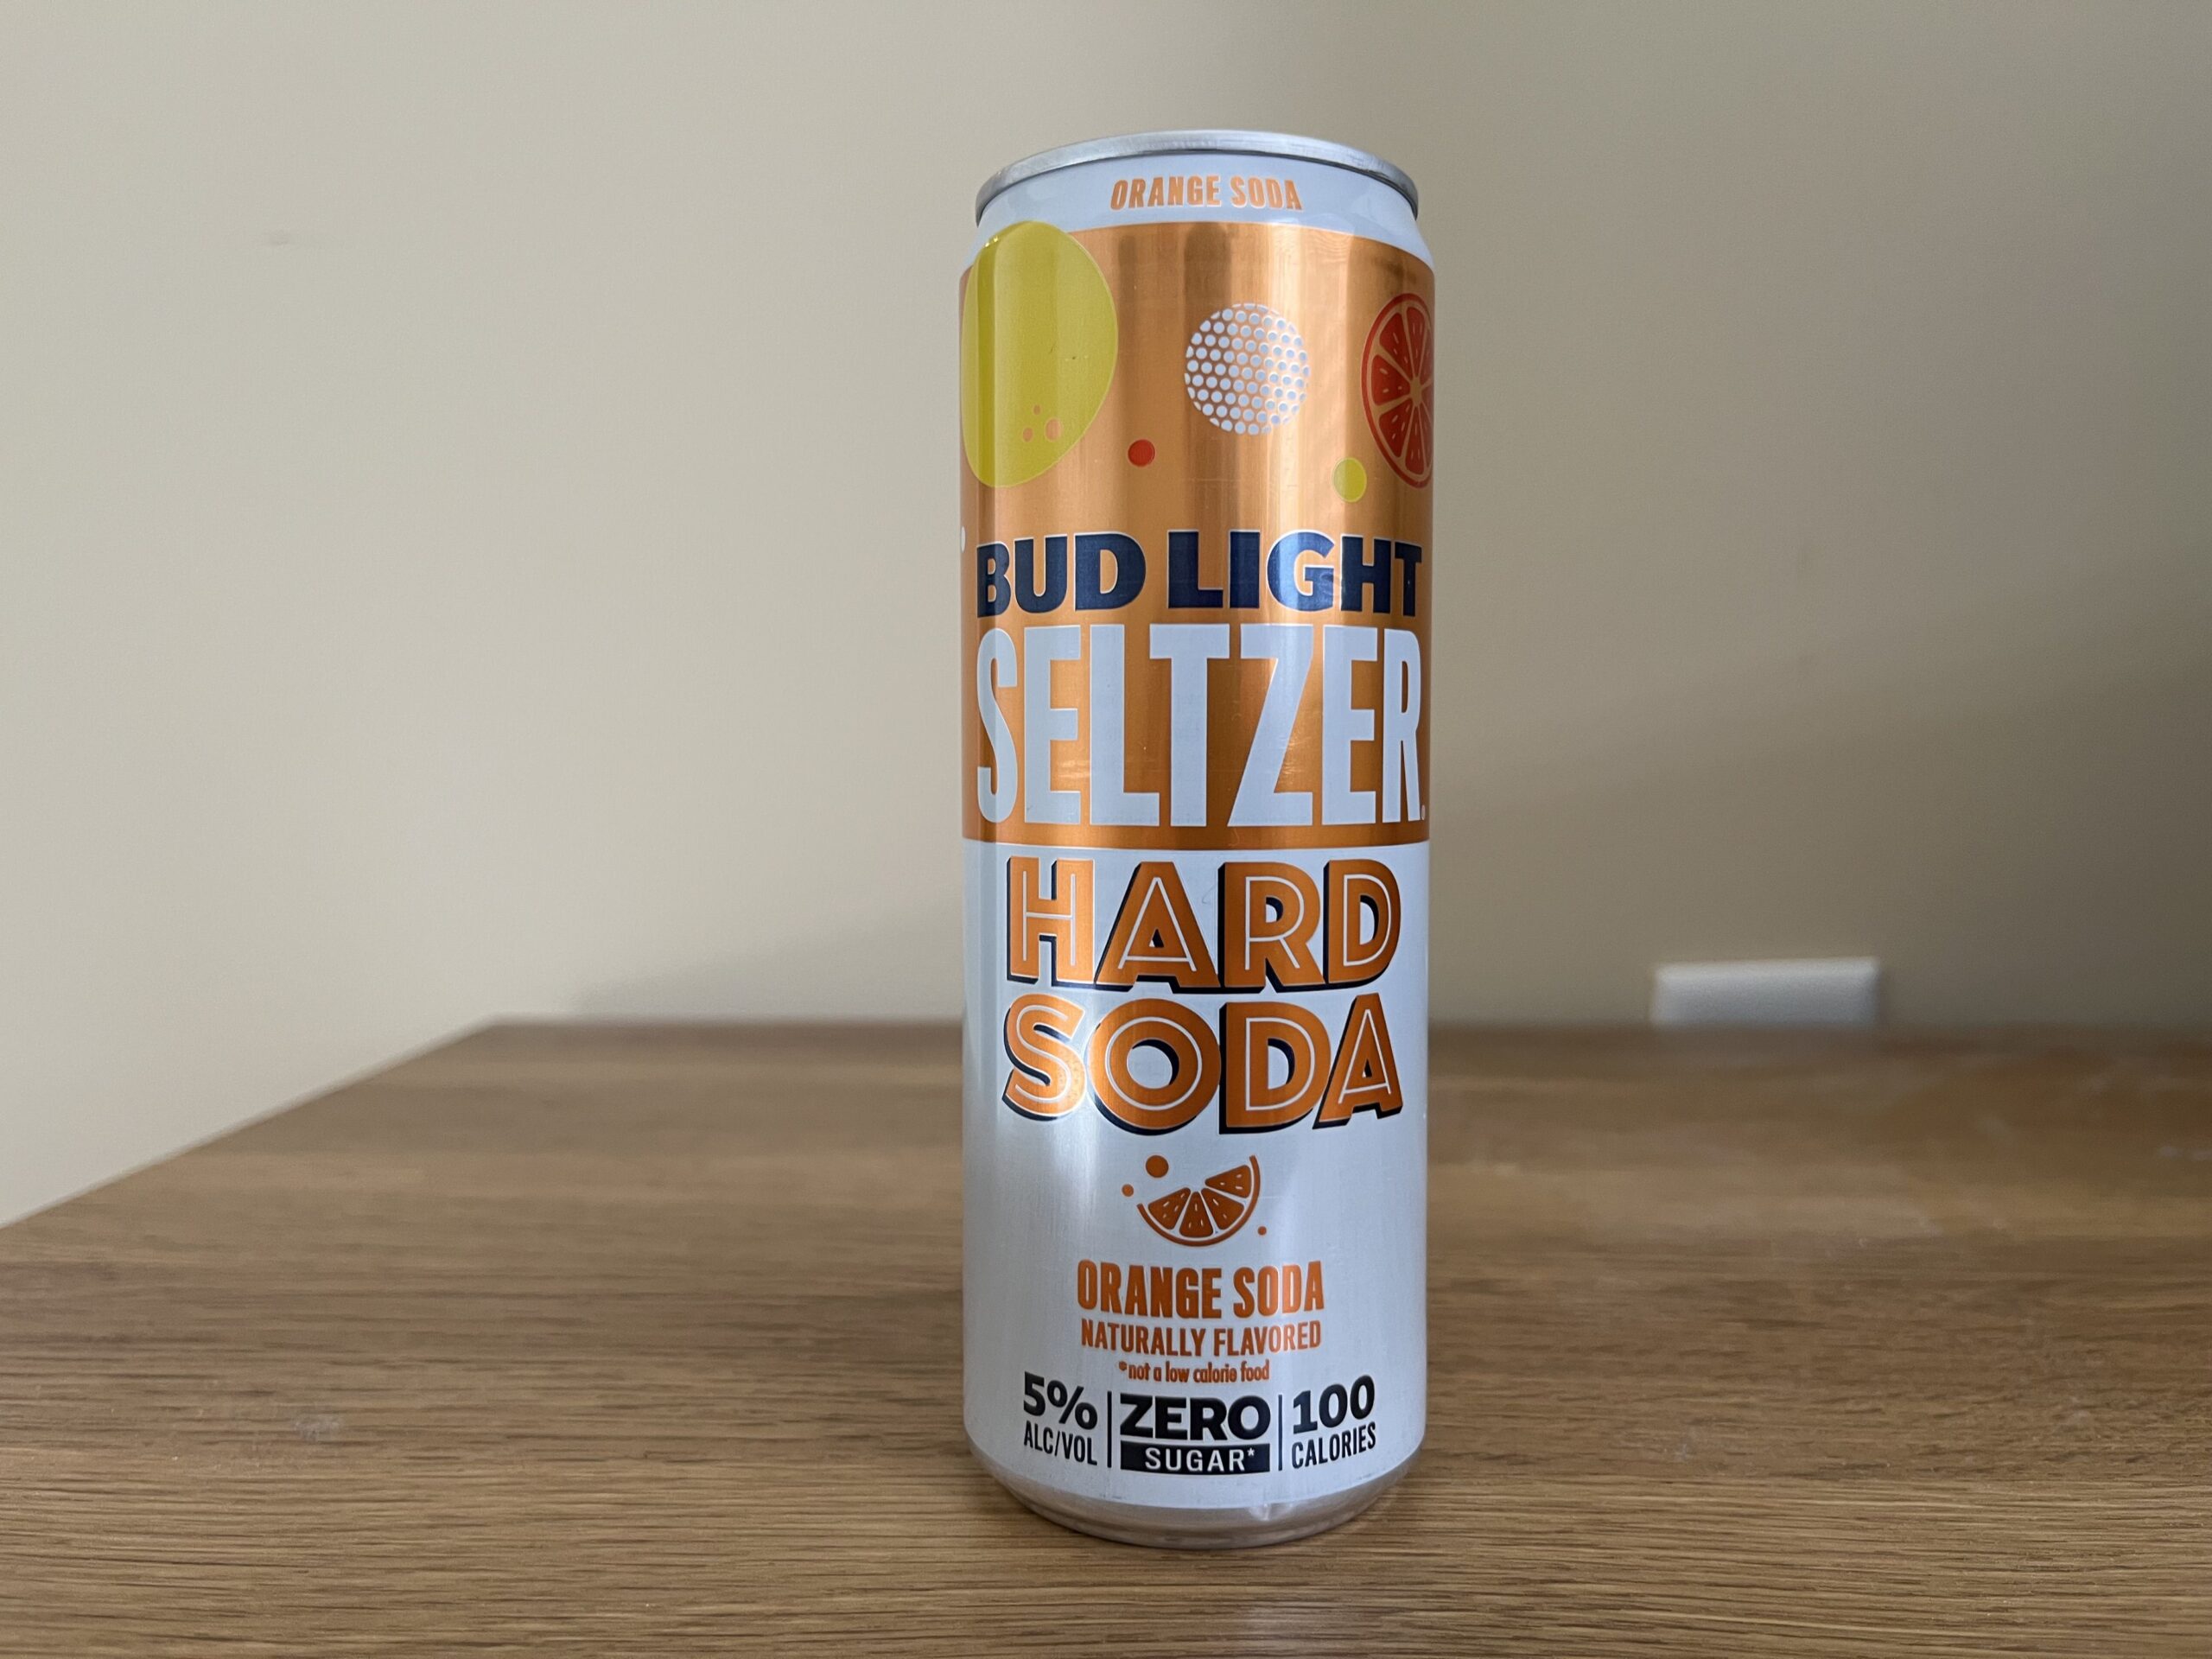 ORANGE SODA
BUD LIGHT
SELTZER
HARD
SODA
ORANGE SODA
NATURALLY FLAVORED
*not a low calorie food
5% ZERO 100
ALC/VOL SUGAR* CALORIES